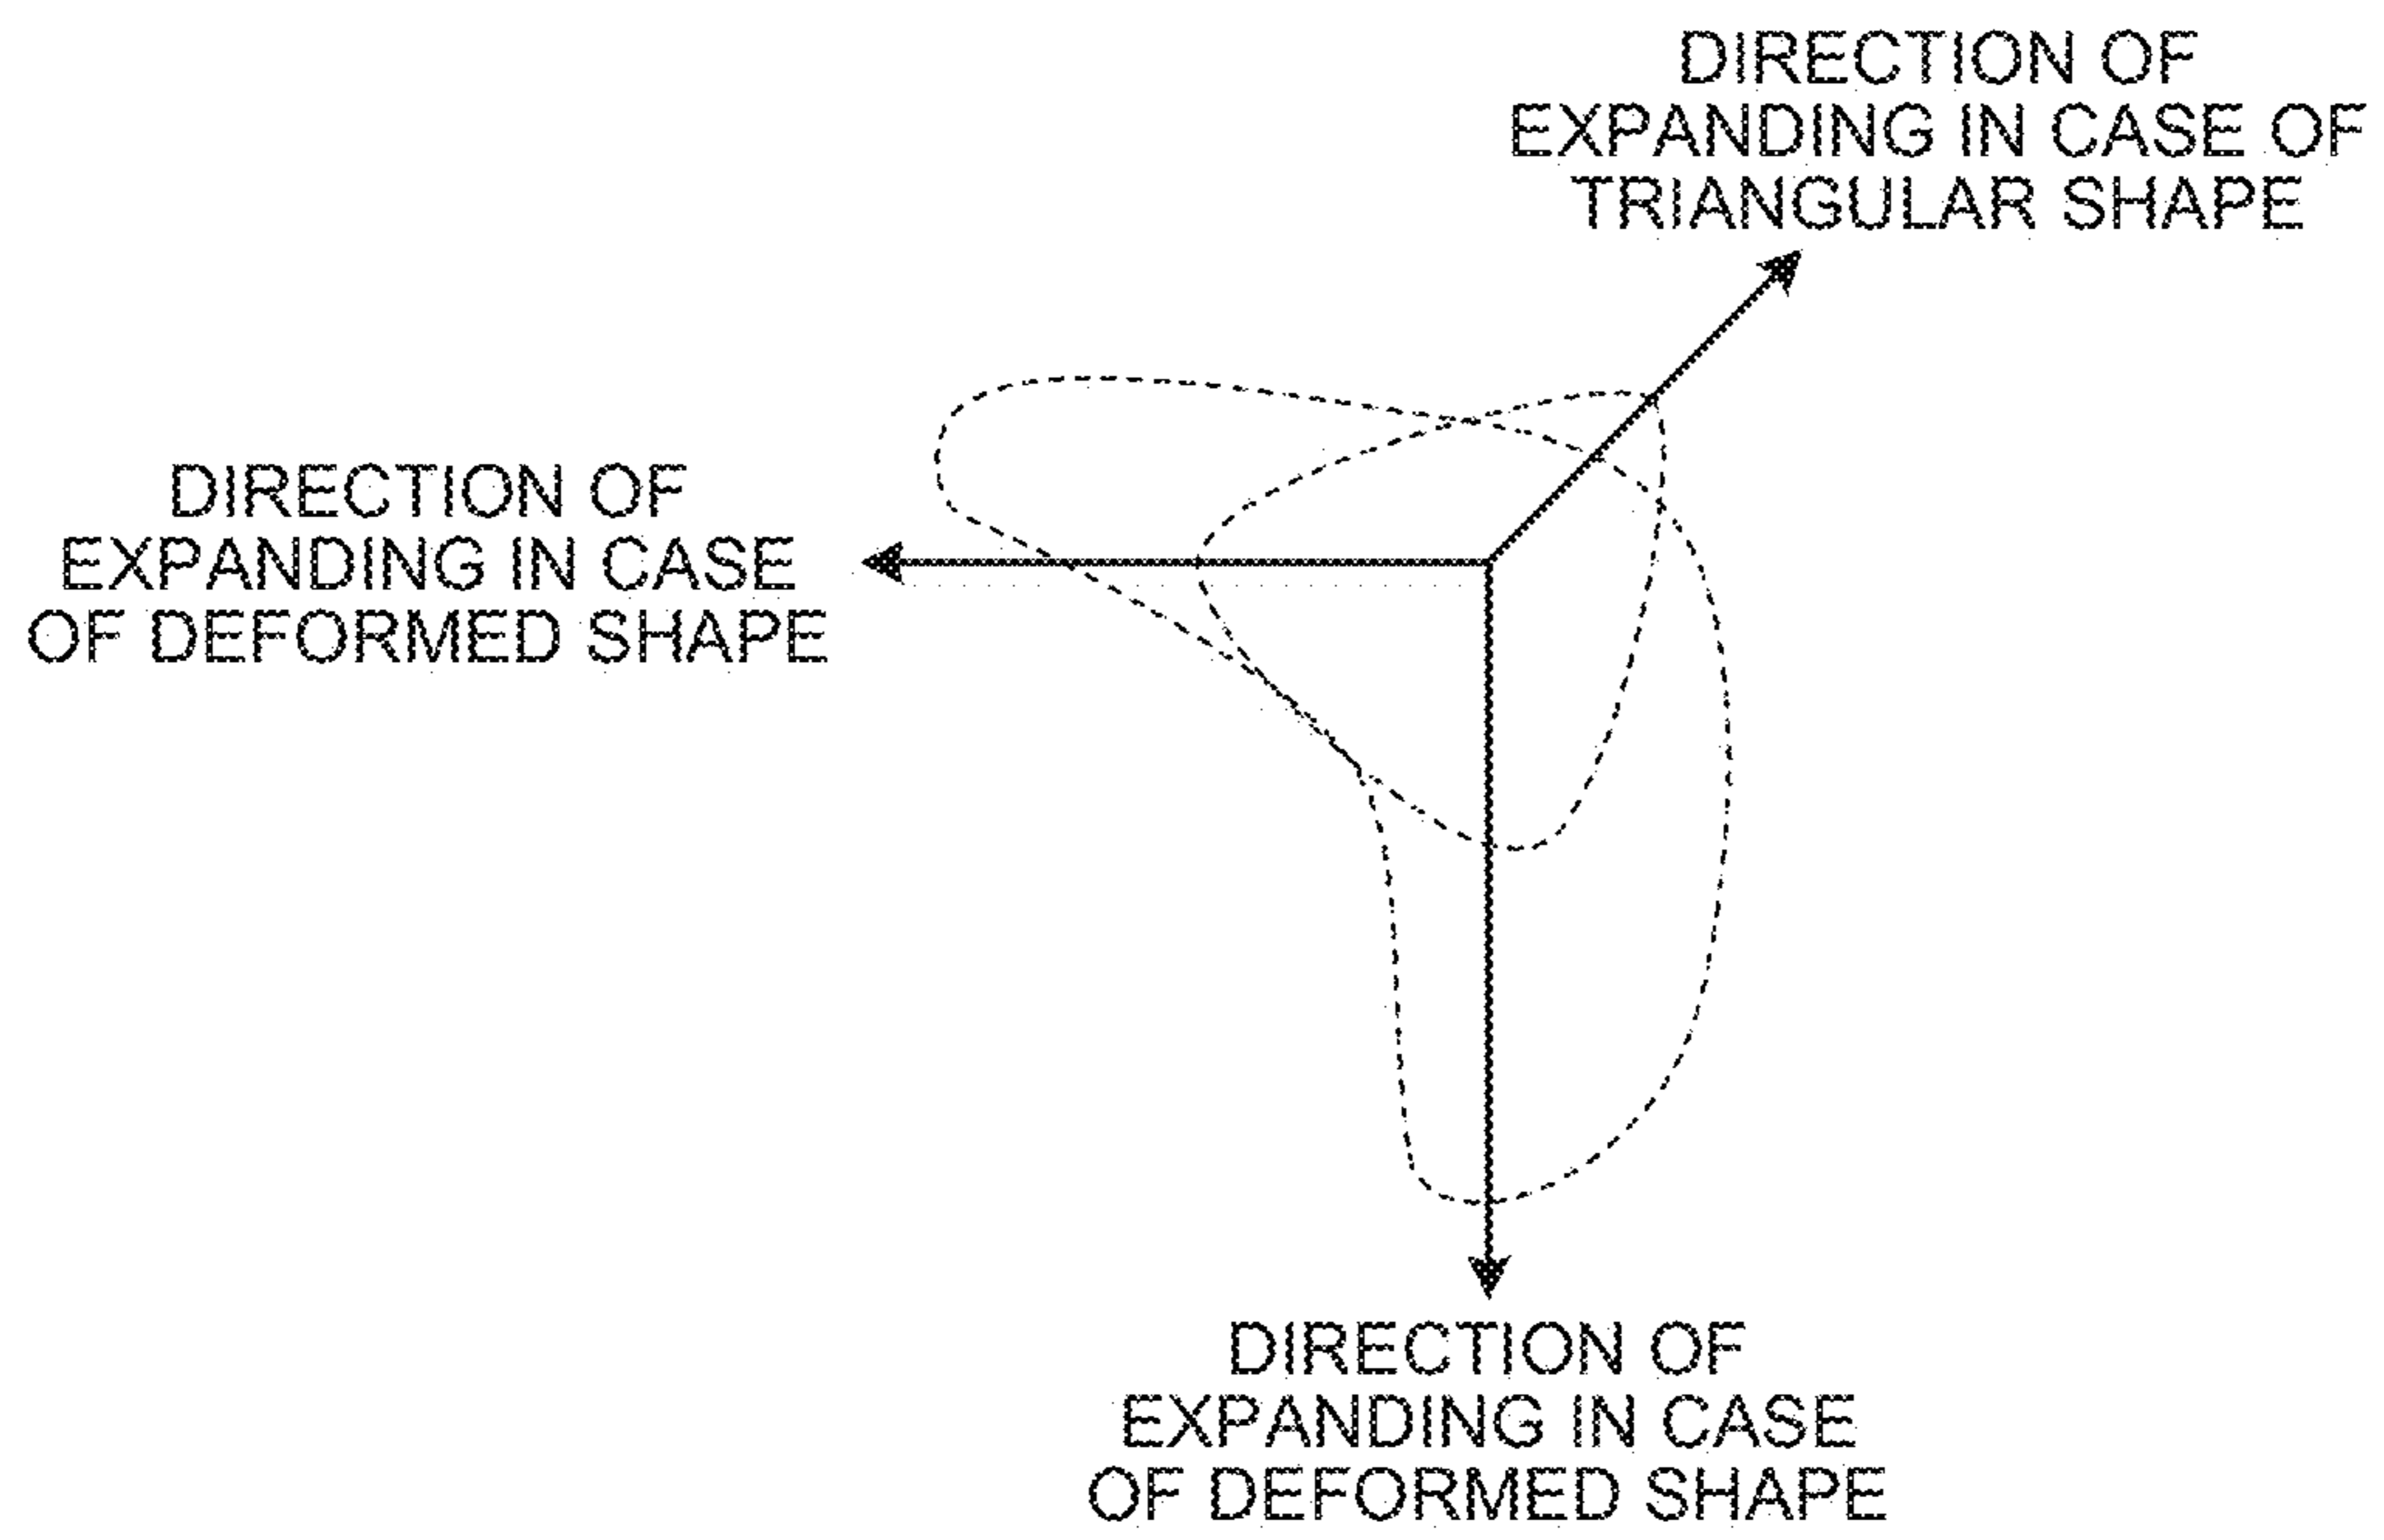 DIRECTION OF
EXPANDING IN CASE OF
TRIANGULAR SHAPE
DIRECTION OF
EXPANDING IN CASE
OF DEFORMED SHAPE
DIRECTION OF
EXPANDING IN CASE
OF DEFORMED SHAPE